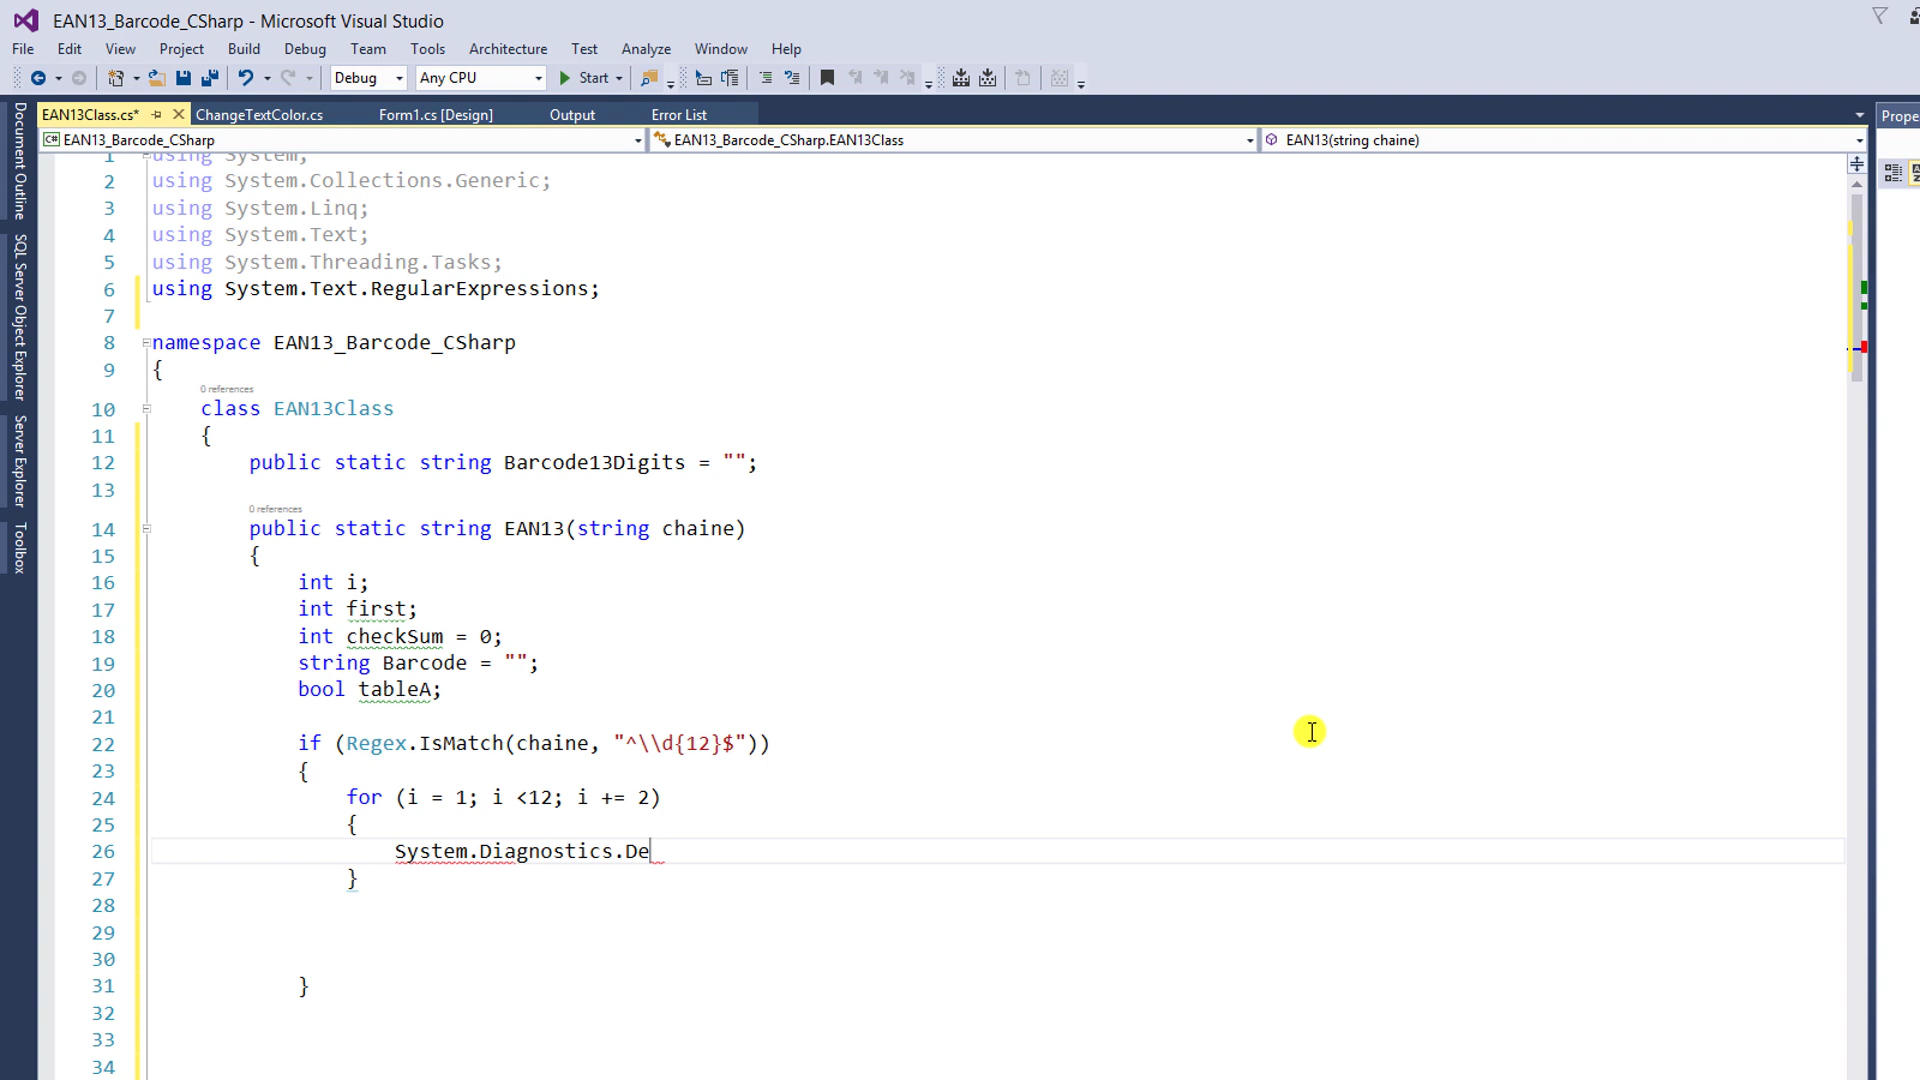 EAN13_Barcode_CSharp - Microsoft Visual Studio
File Edit View Project Build Debug Team Tools Architecture Test Analyze Window Help
Debug Any CPU Start
EAN13Class.cs* ChangeTextColor.cs Form1.cs [Design] Output Error List
Prope
EAN13_Barcode_CSharp EAN13_Barcode_CSharp.EAN13Class EAN13(string chaine)
Document Outline
SQL Server Object Explorer
Server Explorer
Toolbox
1 using System;
2 using System.Collections.Generic;
3 using System.Linq;
4 using System.Text;
5 using System.Threading.Tasks;
6 using System.Text.RegularExpressions;
7
8 namespace EAN13_Barcode_CSharp
9 {
0 references
10 class EAN13Class
11 {
12 public static string Barcode13Digits = "";
13
0 references
14 public static string EAN13(string chaine)
15 {
16 int i;
17 int first;
18 int checkSum = 0;
19 string Barcode = "";
20 bool tableA;
21
22 if (Regex.IsMatch(chaine, "^\\d{12}$"))
23 {
24 for (i = 1; i <12; i += 2)
25 {
26 System.Diagnostics.De
27 }
28
29
30
31 }
32
33
34